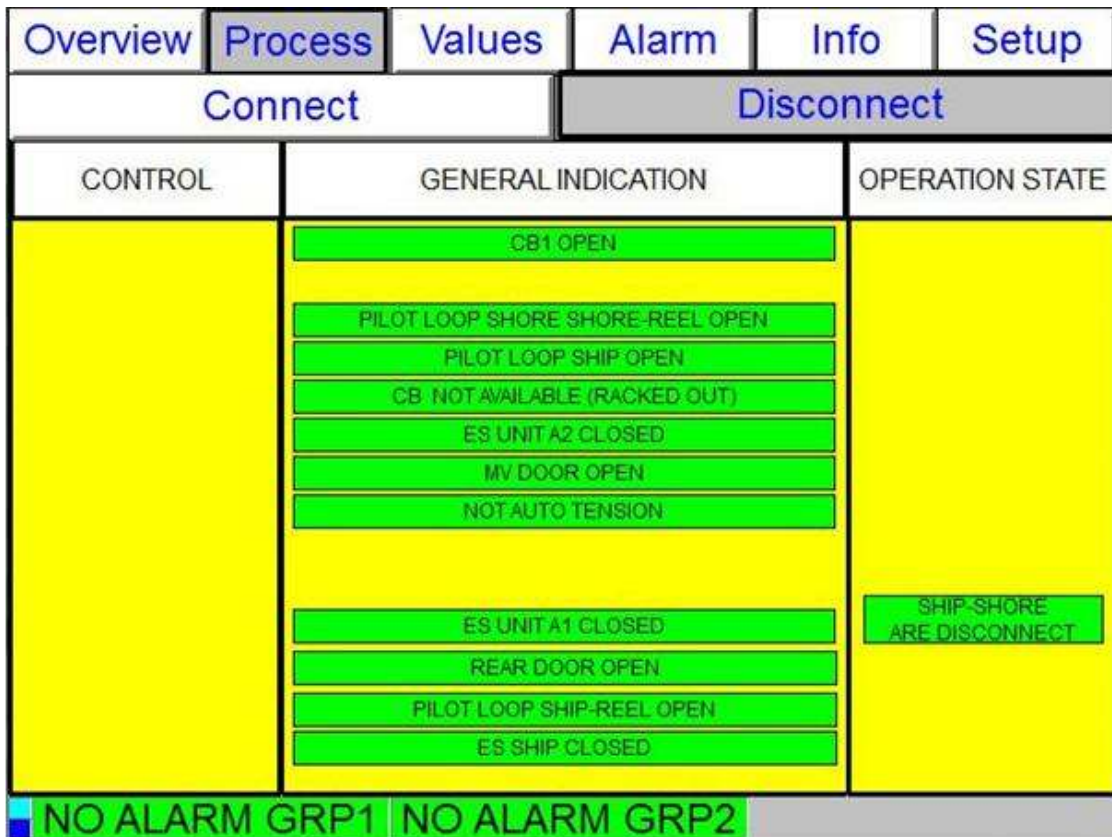 Overview Process Values Alarm Info Setup
Connect Disconnect
CONTROL GENERAL INDICATION OPERATION STATE
CB1 OPEN
PILOT LOOP SHORE SHORE-REEL OPEN
PILOT LOOP SHIP OPEN
CB NOT AVAILABLE (RACKED OUT)
ES UNIT A2 CLOSED
MV DOOR OPEN
NOT AUTO TENSION
SHIP-SHORE
ARE DISCONNECT
ES UNIT A1 CLOSED
REAR DOOR OPEN
PILOT LOOP SHIP-REEL OPEN
ES SHIP CLOSED
NO ALARM GRP1 NO ALARM GRP2